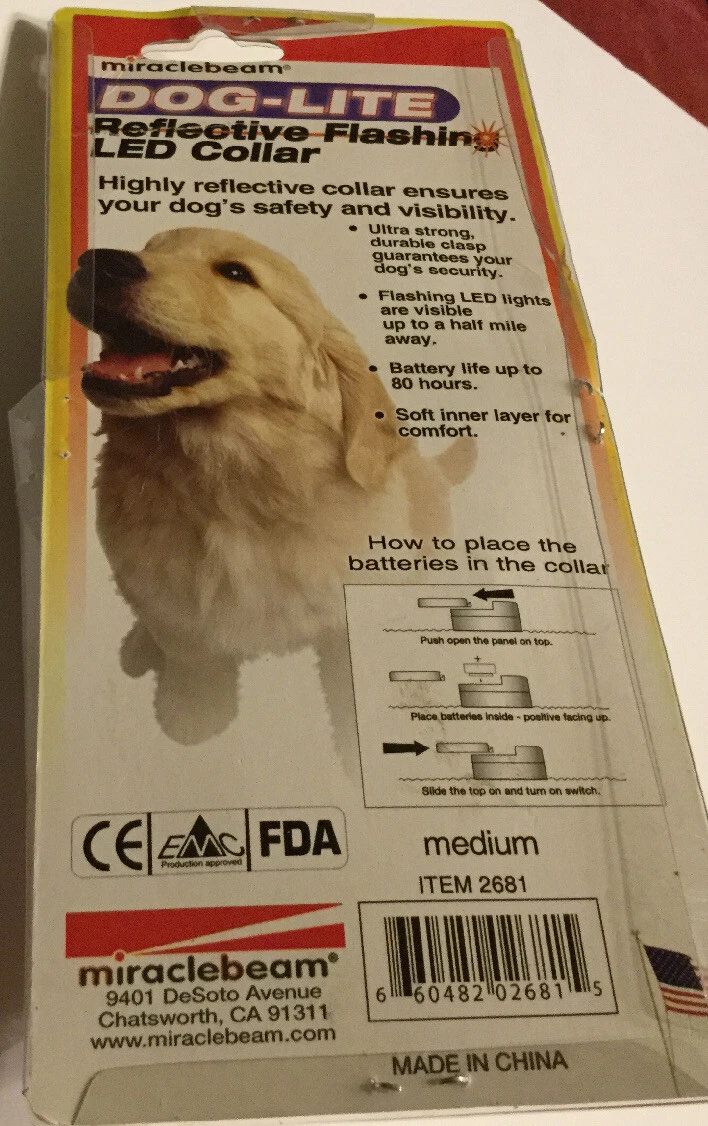 miraclebeam®
DOG-LITE
Reflective Flashing
LED Collar
Highly reflective collar ensures
your dog's safety and visibility.
• Ultra strong,
durable clasp
guarantees your
dog's security.
• Flashing LED lights
are visible
up to a half mile
away.
• Battery life up to
80 hours.
• Soft inner layer for
comfort.
How to place the
batteries in the collar
Push open the panel on top.
+
-
Place batteries inside - positive facing up.
Slide the top on and turn on switch.
CE EMC FDA
Production approved
medium
ITEM 2681
miraclebeam®
9401 DeSoto Avenue
Chatsworth, CA 91311
www.miraclebeam.com
6 60482 02681 5
MADE IN CHINA